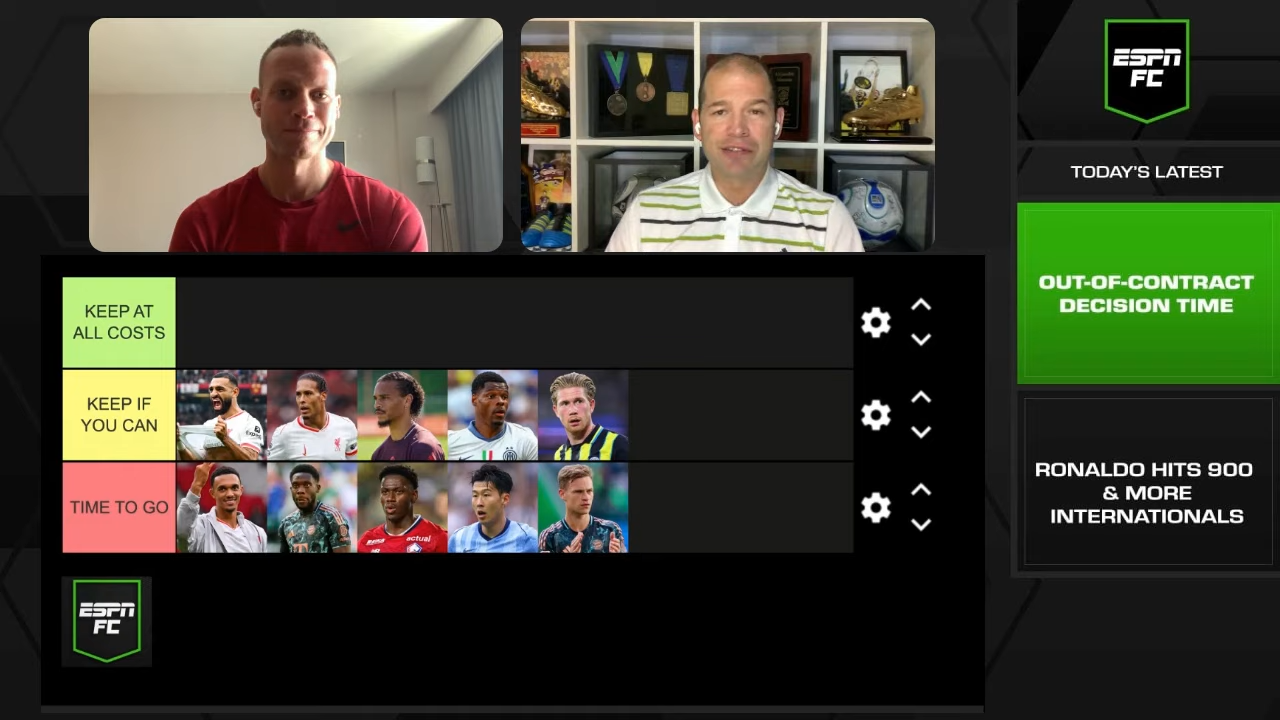 ESPN
FC
TODAY'S LATEST
OUT-OF-CONTRACT
DECISION TIME
RONALDO HITS 900
& MORE
INTERNATIONALS
KEEP AT
ALL COSTS
KEEP IF
YOU CAN
TIME TO GO
actual
ESPN
FC